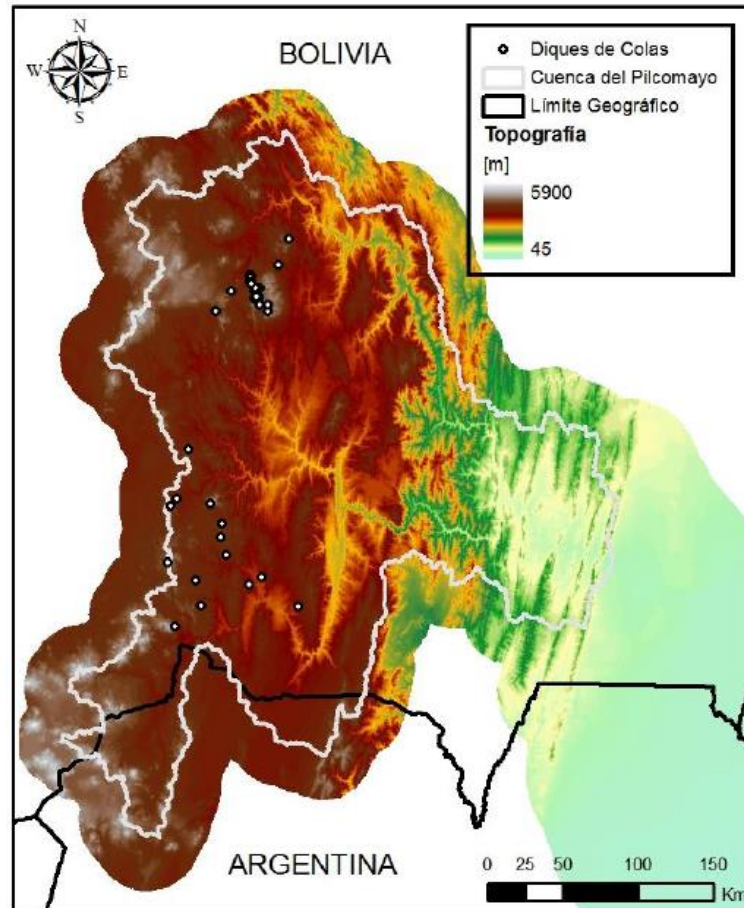 N
W E
S
BOLIVIA
Diques de Colas
Cuenca del Pilcomayo
Límite Geográfico
Topografía
[m]
5900
45
ARGENTINA
0 25 50 100 150
Km